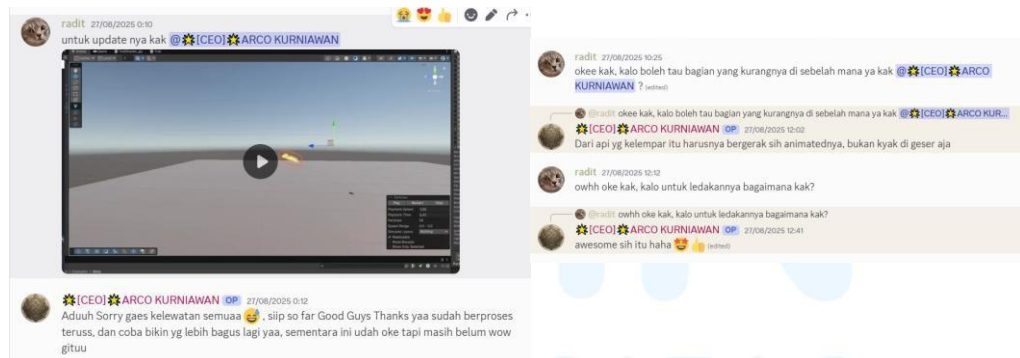 radit 27/08/2025 0:10
untuk update nya kak @[CEO]ARCO KURNIAWAN
[CEO]ARCO KURNIAWAN OP 27/08/2025 0:12
Aduuh Sorry gaes kelewatan semuaa 😅 , siip so far Good Guys Thanks yaa sudah berproses
teruss, dan coba bikin yg lebih bagus lagi yaa, sementara ini udah oke tapi masih belum wow
gituu
radit 27/08/2025 10:25
okee kak, kalo boleh tau bagian yang kurangnya di sebelah mana ya kak @[CEO]ARCO
KURNIAWAN ? (edited)
@radit okee kak, kalo boleh tau bagian yang kurangnya di sebelah mana ya kak @[CEO]ARCO KUR...
[CEO]ARCO KURNIAWAN OP 27/08/2025 12:02
Dari api yg kelempar itu harusnya bergerak sih animatednya, bukan kyak di geser aja
radit 27/08/2025 12:12
owhh oke kak, kalo untuk ledakannya bagaimana kak?
@radit owhh oke kak, kalo untuk ledakannya bagaimana kak?
[CEO]ARCO KURNIAWAN OP 27/08/2025 12:41
awesome sih itu haha 😍👍 (edited)